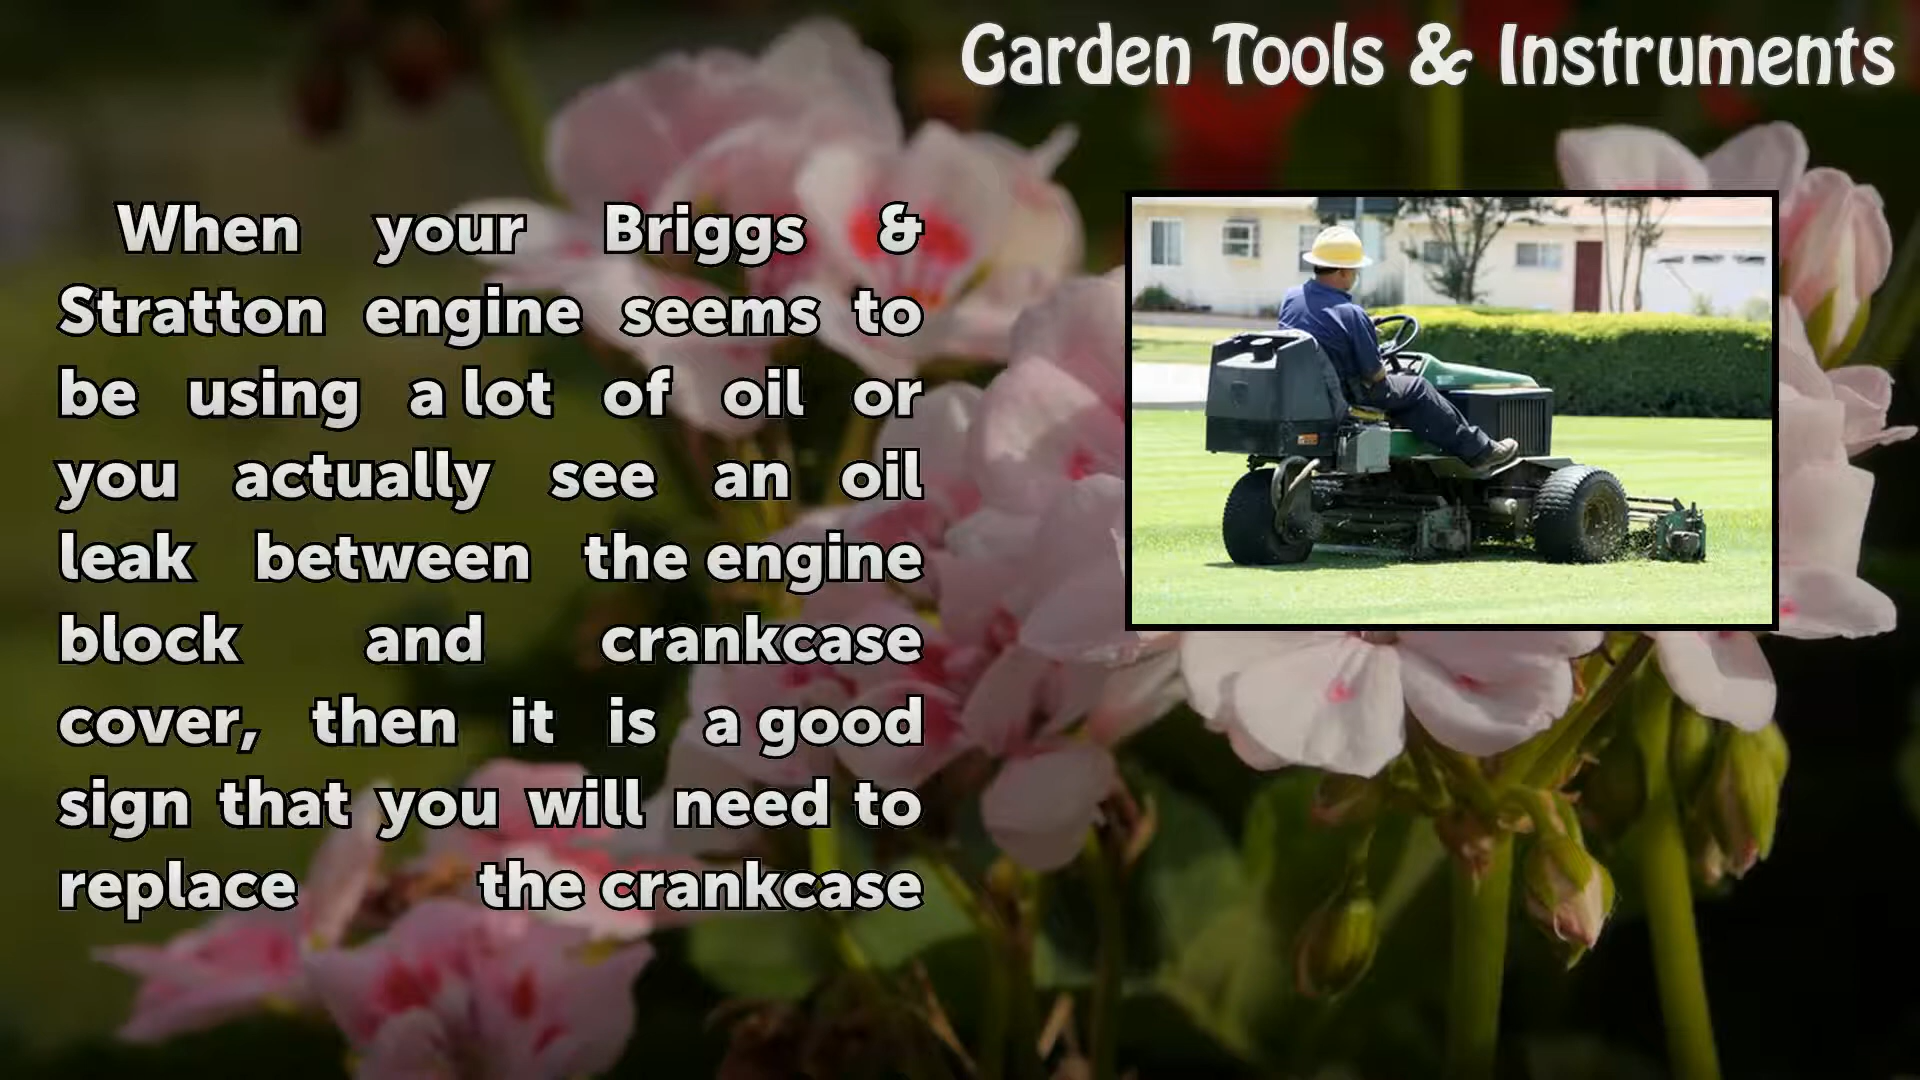 Garden Tools & Instruments
When your Briggs &
Stratton engine seems to
be using a lot of oil or
you actually see an oil
leak between the engine
block and crankcase
cover, then it is a good
sign that you will need to
replace the crankcase